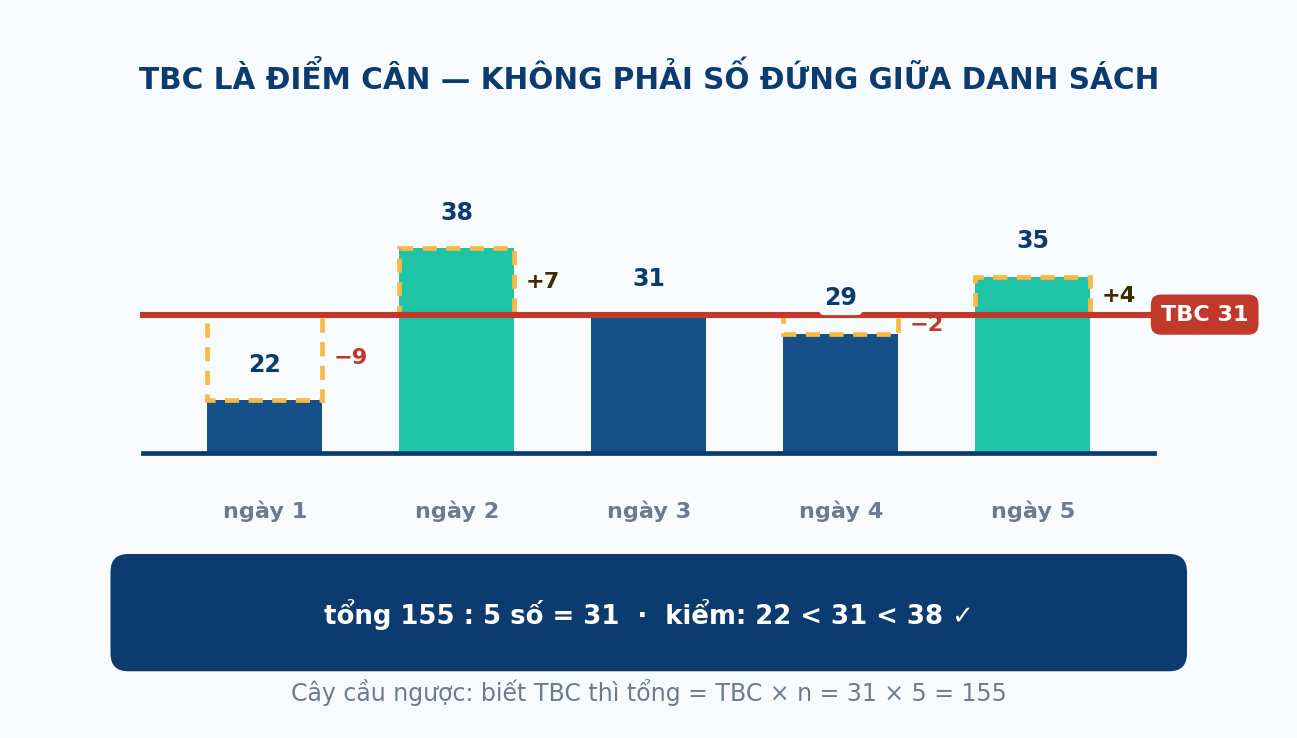 TBC LÀ ĐIỂM CÂN — KHÔNG PHẢI SỐ ĐỨNG GIỮA DANH SÁCH
38
35
31
29
+7
+4
TBC 31
−2
22
−9
ngày 1
ngày 2
ngày 3
ngày 4
ngày 5
tổng 155 : 5 số = 31 · kiểm: 22 < 31 < 38 ✓
Cây cầu ngược: biết TBC thì tổng = TBC × n = 31 × 5 = 155